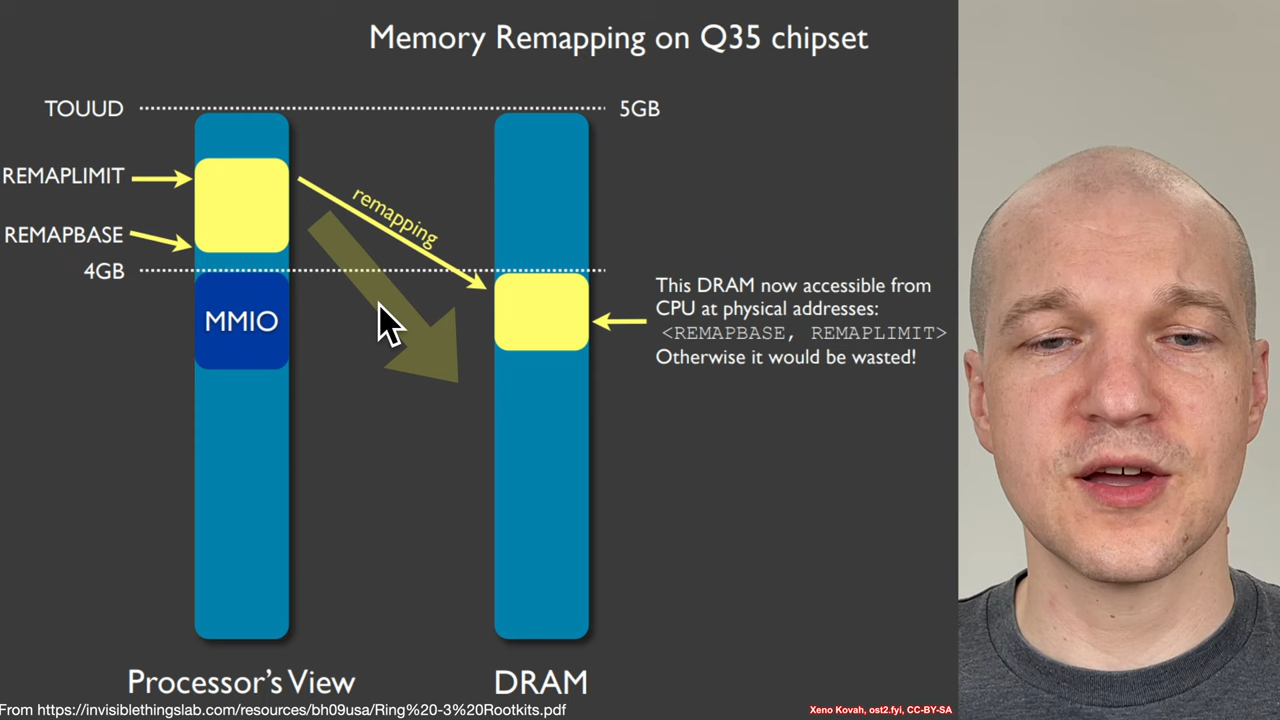 Memory Remapping on Q35 chipset
TOUUD
5GB
REMAPLIMIT
remapping
REMAPBASE
4GB
MMIO
This DRAM now accessible from
CPU at physical addresses:
<REMAPBASE, REMAPLIMIT>
Otherwise it would be wasted!
Processor's View
DRAM
From https://invisiblethingslab.com/resources/bh09usa/Ring%20-3%20Rootkits.pdf
Xeno Kovah, ost2.fyi, CC-BY-SA